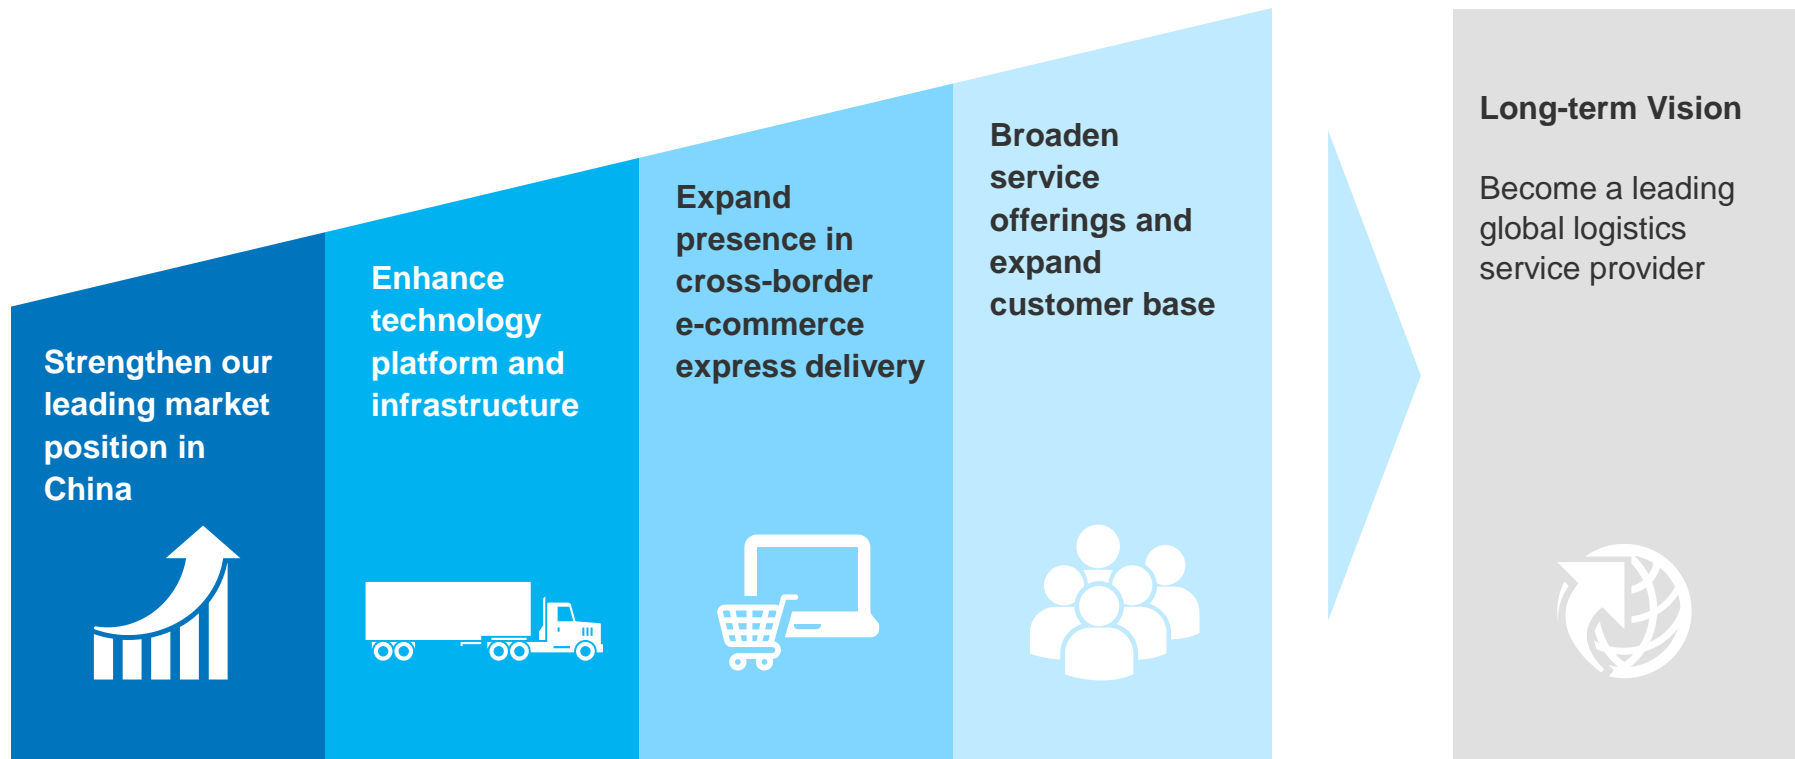 Strengthen our
leading market
position in
China
Enhance
technology
platform and
infrastructure
Expand
presence in
cross-border
e-commerce
express delivery
Broaden
service
offerings and
expand
customer base
Long-term Vision
Become a leading
global logistics
service provider